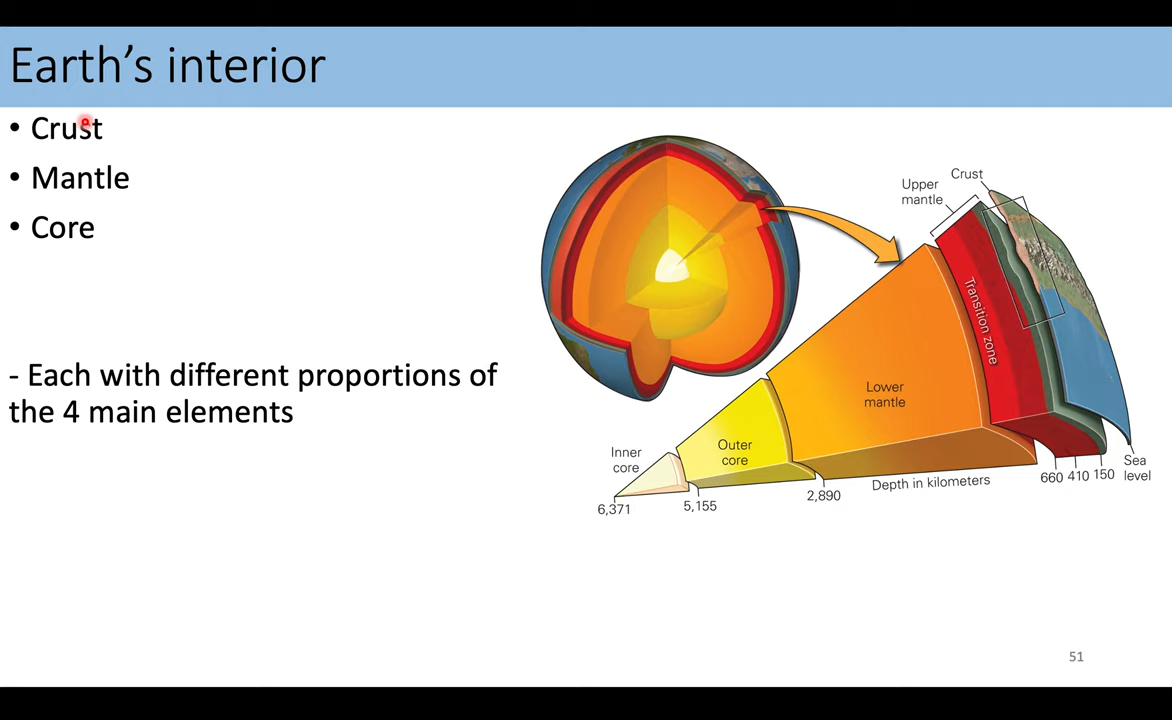 Earth’s interior
• Crust
• Mantle
• Core
- Each with different proportions of
the 4 main elements
Crust
Upper
mantle
Transition zone
Lower
mantle
Outer
core
Inner
core
6,371
5,155
2,890
Depth in kilometers
660
410
150
Sea
level
51